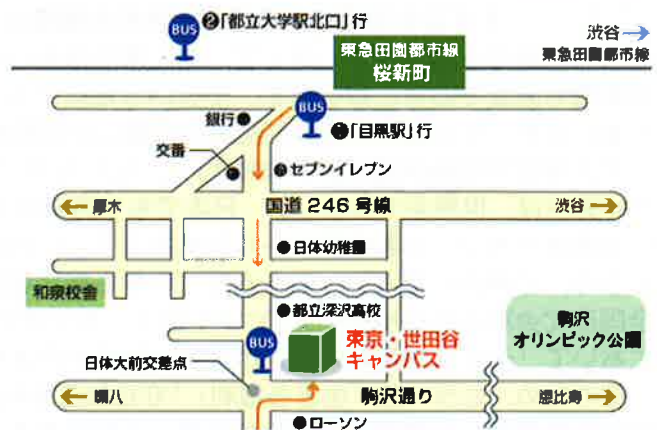 BUS ❷「都立大学駅北口」行
渋谷→
東急田園都市線
東急田園都市線
桜新町
BUS
銀行
❶「目黒駅」行
交番
セブンイレブン
←厚木
国道 246 号線
渋谷→
日体幼稚園
和泉校舎
都立深沢高校
BUS
東京・世田谷
キャンパス
駒沢
オリンピック公園
日体大前交差点
←環八
駒沢通り
恵比寿→
ローソン